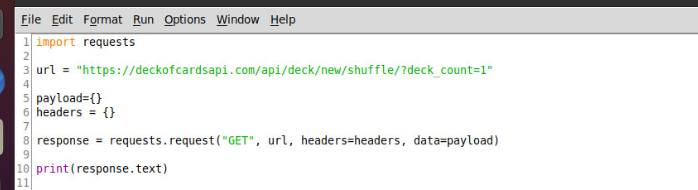 File Edit Format Run Options Window Help
1 import requests
2
3 url = "https://deckofcardsapi.com/api/deck/new/shuffle/?deck_count=1"
4
5 payload={}
6 headers = {}
7
8 response = requests.request("GET", url, headers=headers, data=payload)
9
10 print(response.text)
11